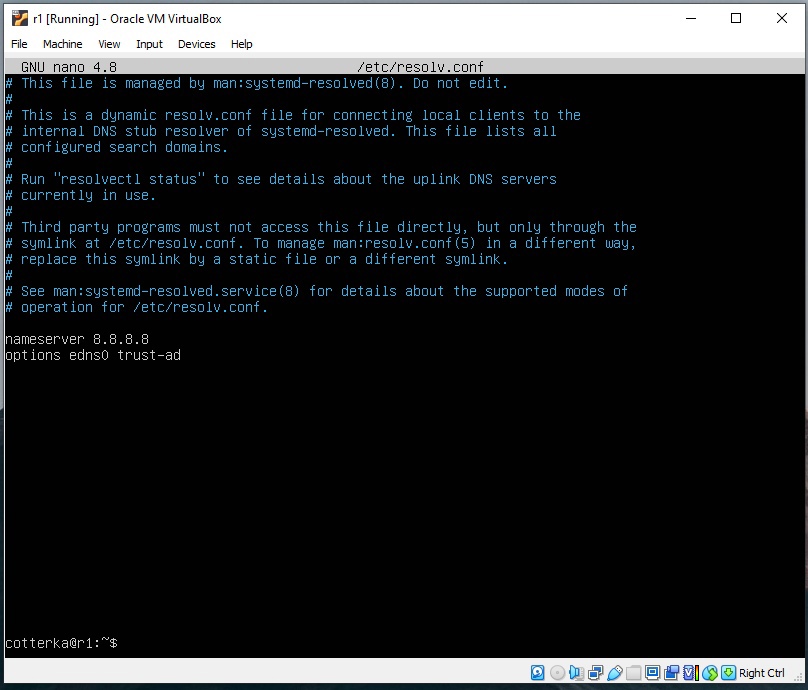 r1 [Running] - Oracle VM VirtualBox
File Machine View Input Devices Help
GNU nano 4.8 /etc/resolv.conf
# This file is managed by man:systemd-resolved(8). Do not edit.
#
# This is a dynamic resolv.conf file for connecting local clients to the
# internal DNS stub resolver of systemd-resolved. This file lists all
# configured search domains.
#
# Run "resolvectl status" to see details about the uplink DNS servers
# currently in use.
#
# Third party programs must not access this file directly, but only through the
# symlink at /etc/resolv.conf. To manage man:resolv.conf(5) in a different way,
# replace this symlink by a static file or a different symlink.
#
# See man:systemd-resolved.service(8) for details about the supported modes of
# operation for /etc/resolv.conf.
nameserver 8.8.8.8
options edns0 trust-ad
cotterka@r1:~$
Right Ctrl